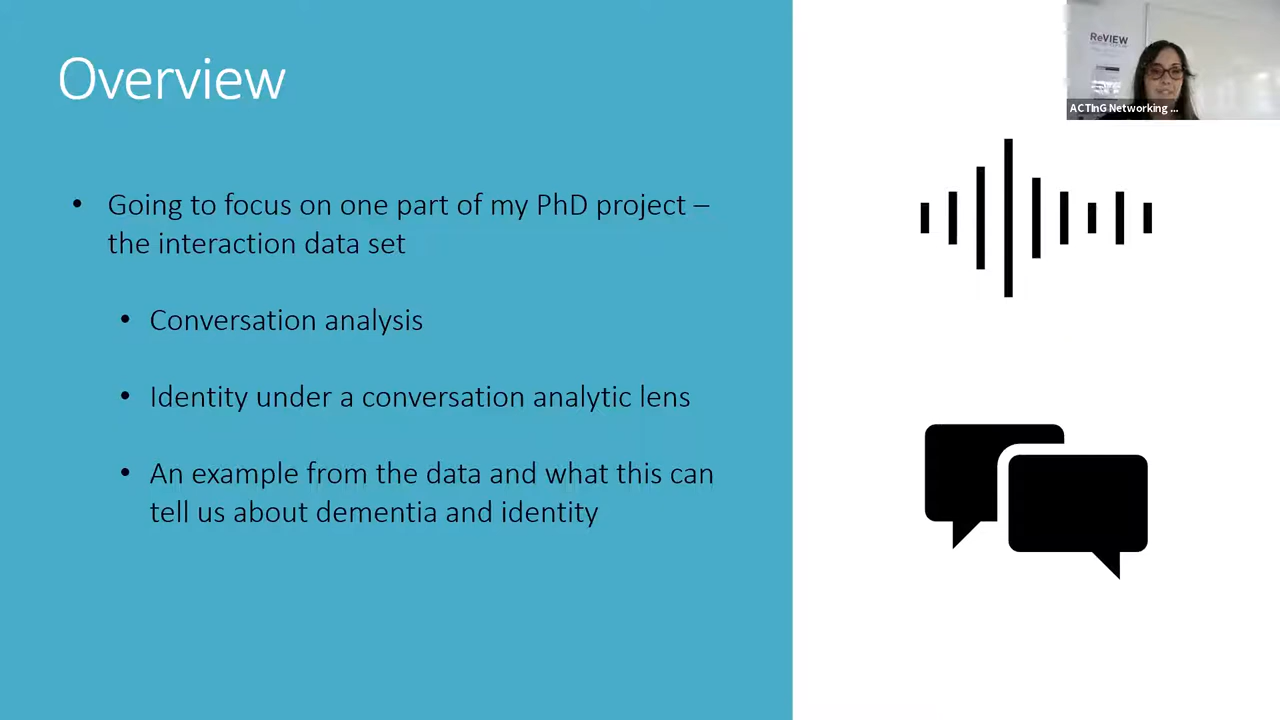 Overview
ReVIEW
ACTInG Networking ...
• Going to focus on one part of my PhD project –
the interaction data set
• Conversation analysis
• Identity under a conversation analytic lens
• An example from the data and what this can
tell us about dementia and identity